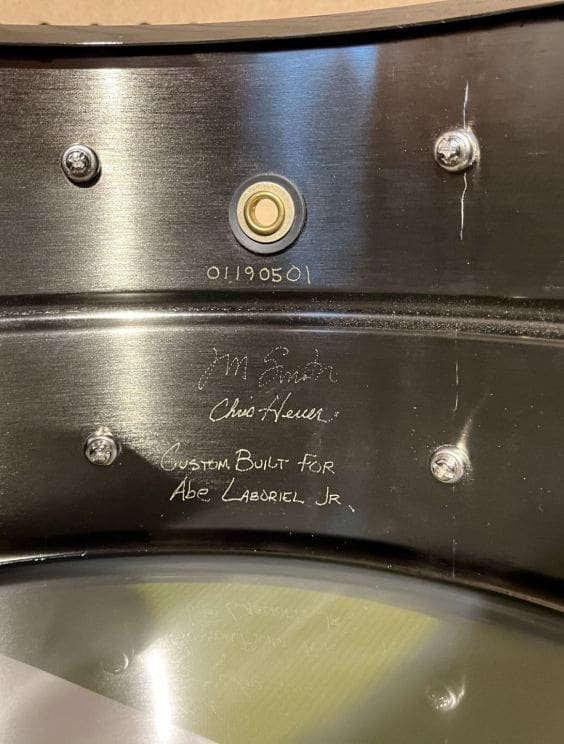 01190501
JM Smith
Chris Heuer
Custom Built For
Abe Laboriel Jr.